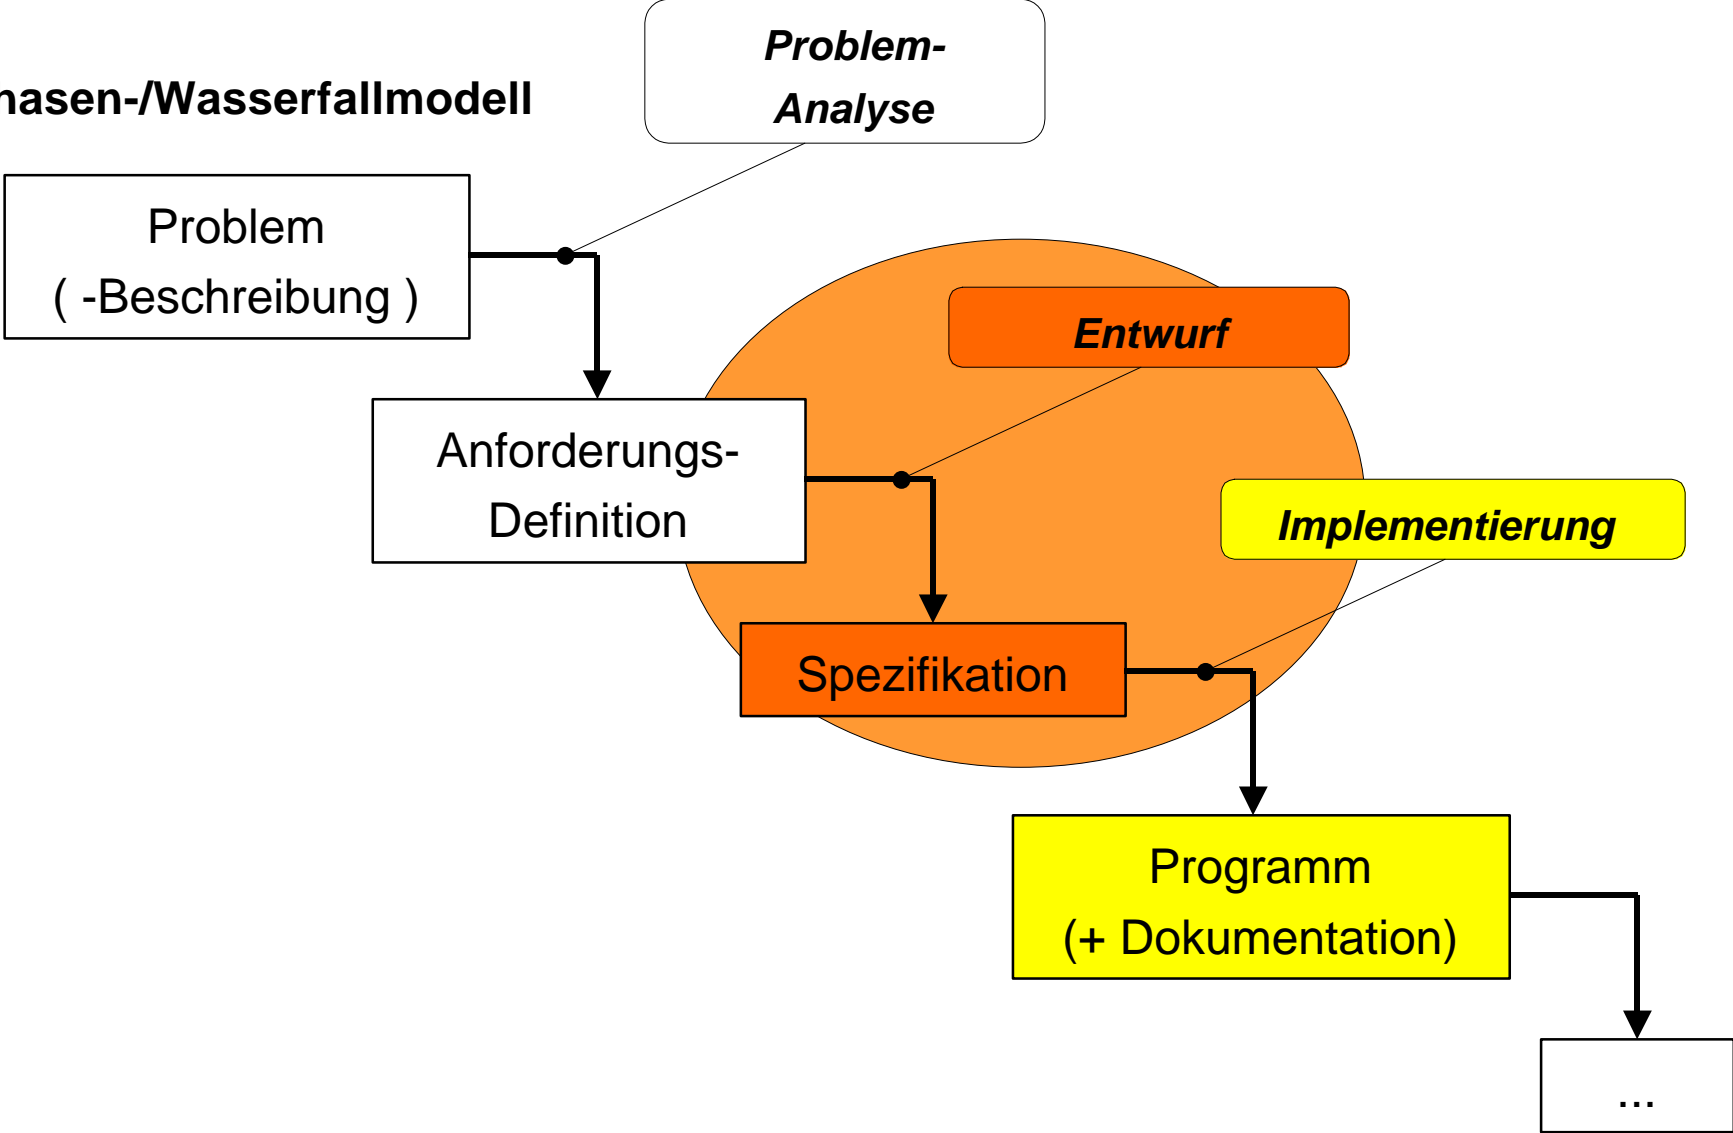 Problem-
Analyse
hasen-/Wasserfallmodell
Problem
( -Beschreibung )
Entwurf
Anforderungs-
Definition
Implementierung
Spezifikation
Programm
(+ Dokumentation)
...